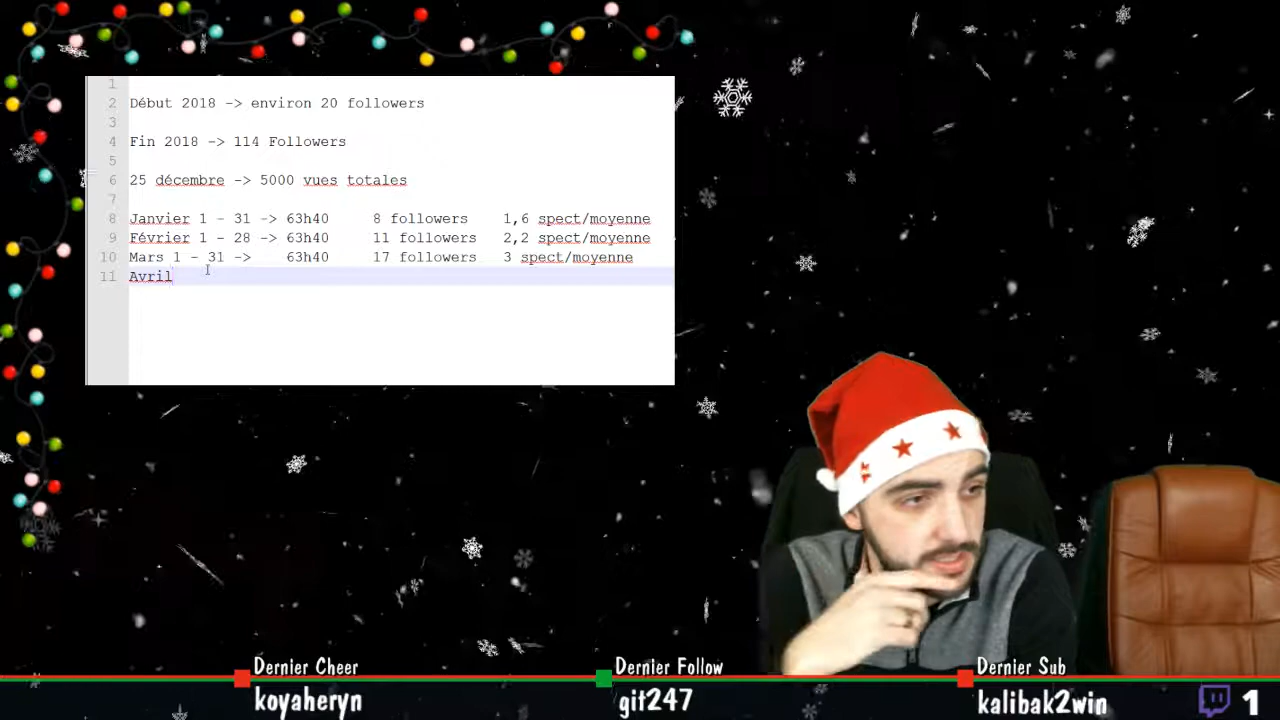 1
2 Début 2018 -> environ 20 followers
3
4 Fin 2018 -> 114 Followers
5
6 25 décembre -> 5000 vues totales
7
8 Janvier 1 - 31 -> 63h40 8 followers 1,6 spect/moyenne
9 Février 1 - 28 -> 63h40 11 followers 2,2 spect/moyenne
10 Mars 1 - 31 -> 63h40 17 followers 3 spect/moyenne
11 Avril
Dernier Cheer
koyaheryn
Dernier Follow
git247
Dernier Sub
kalibak2win
1